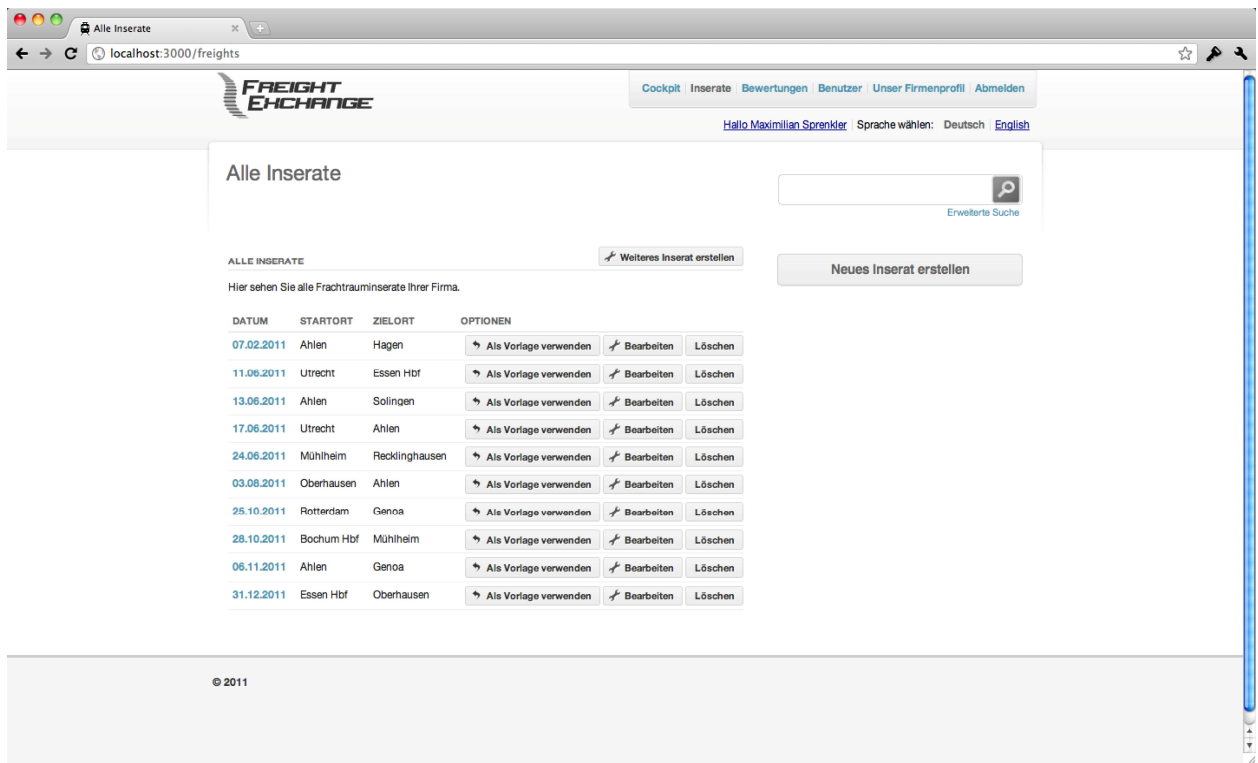 Alle Inserate
localhost:3000/freights
FREIGHT
EXCHANGE
Cockpit Inserate Bewertungen Benutzer Unser Firmenprofil Abmelden
Hallo Maximilian Sprenkler Sprache wählen: Deutsch English
Alle Inserate
Erweiterte Suche
ALLE INSERATE Weiteres Inserat erstellen
Neues Inserat erstellen
Hier sehen Sie alle Frachtrauminserate Ihrer Firma.
DATUM STARTORT ZIELORT OPTIONEN
07.02.2011 Ahlen Hagen Als Vorlage verwenden Bearbeiten Löschen
11.06.2011 Utrecht Essen Hbf Als Vorlage verwenden Bearbeiten Löschen
13.06.2011 Ahlen Solingen Als Vorlage verwenden Bearbeiten Löschen
17.06.2011 Utrecht Ahlen Als Vorlage verwenden Bearbeiten Löschen
24.06.2011 Mühlheim Recklinghausen Als Vorlage verwenden Bearbeiten Löschen
03.08.2011 Oberhausen Ahlen Als Vorlage verwenden Bearbeiten Löschen
25.10.2011 Rotterdam Genoa Als Vorlage verwenden Bearbeiten Löschen
28.10.2011 Bochum Hbf Mühlheim Als Vorlage verwenden Bearbeiten Löschen
06.11.2011 Ahlen Genoa Als Vorlage verwenden Bearbeiten Löschen
31.12.2011 Essen Hbf Oberhausen Als Vorlage verwenden Bearbeiten Löschen
© 2011